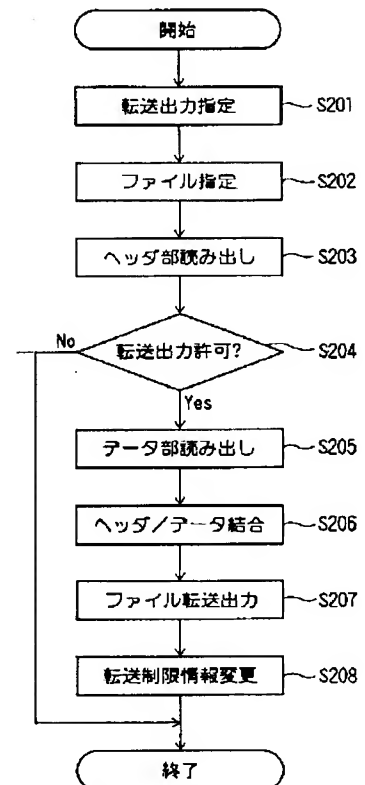 開始
転送出力指定 S201
ファイル指定 S202
ヘッダ部読み出し S203
転送出力許可? S204
No
Yes
データ部読み出し S205
ヘッダ/データ結合 S206
ファイル転送出力 S207
転送制限情報変更 S208
終了